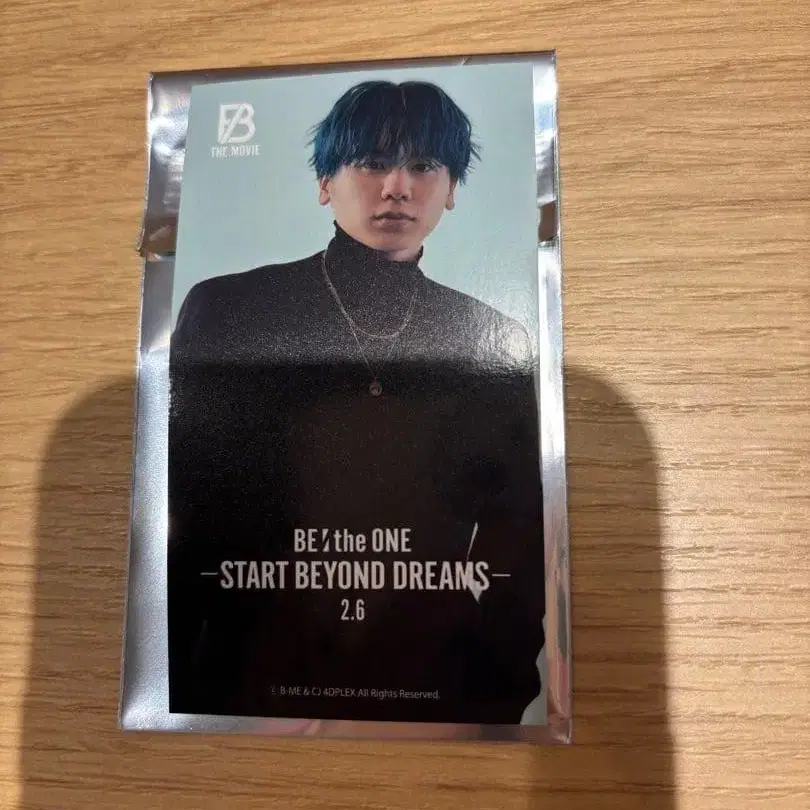 THE MOVIE
BE:the ONE
-START BEYOND DREAMS-
2.6
© B-ME & CJ 4DPLEX All Rights Reserved.